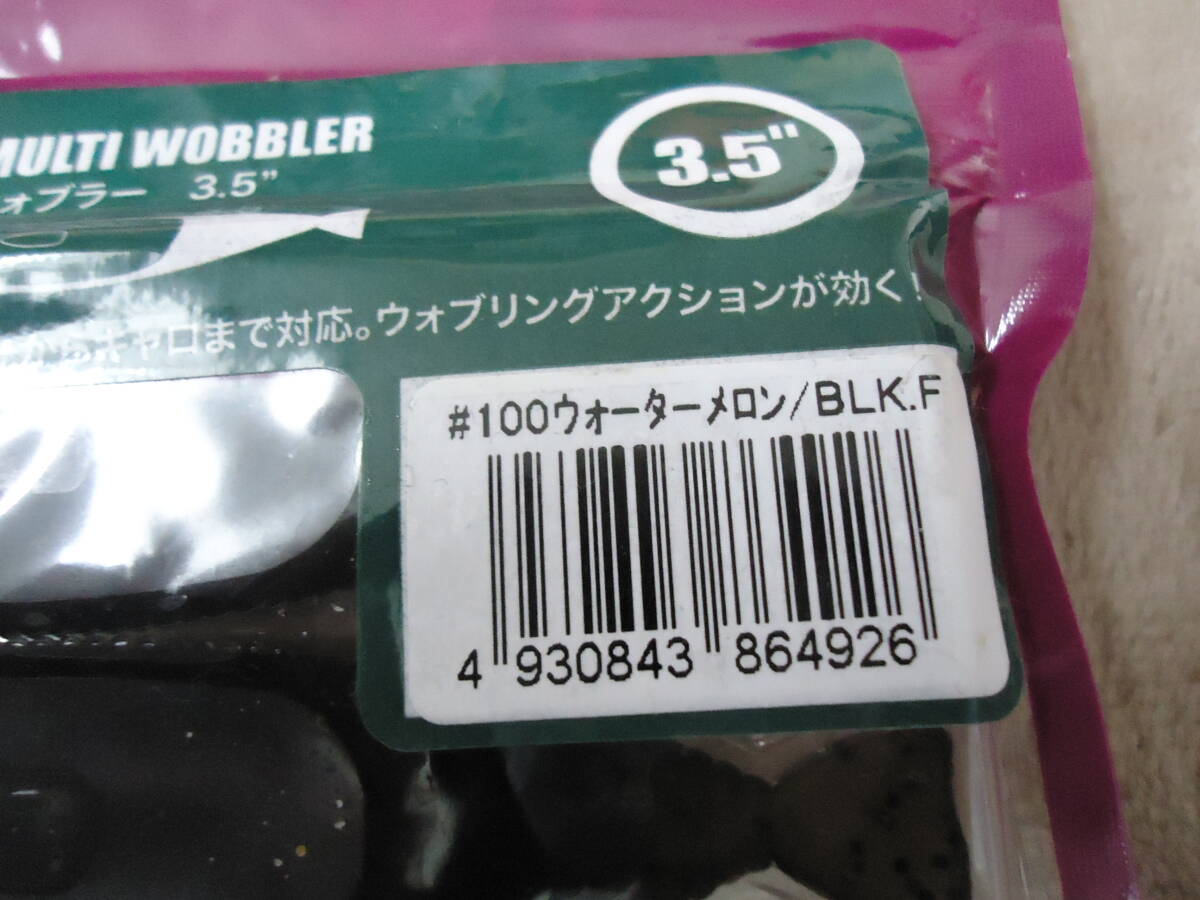 MULTI WOBBLER
ォブラー 3.5"
3.5"
からキャロまで対応。ウォブリングアクションが効く!
#100ウォーターメロン/BLK.F
4 930843 864926